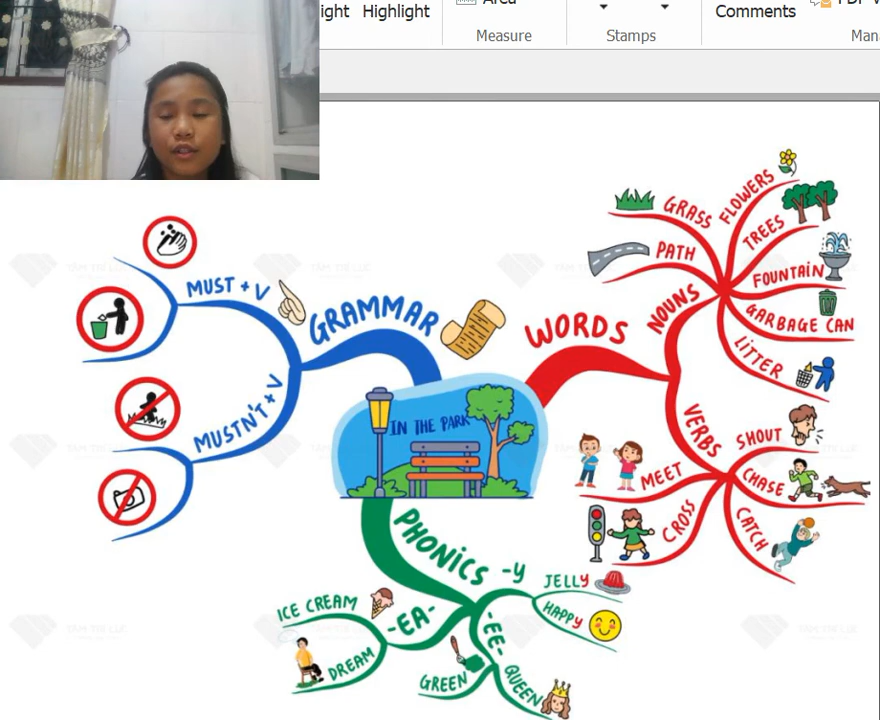 Highlight
Measure
Stamps
Comments
GRAMMAR
MUST + V
MUSTN'T + V
IN THE PARK
WORDS
NOUNS
GRASS
PATH
FLOWERS
TREES
FOUNTAIN
GARBAGE CAN
LITTER
VERBS
MEET
CROSS
SHOUT
CHASE
CATCH
PHONICS
-y
JELLY
HAPPY
-EE-
GREEN
QUEEN
-EA-
ICE CREAM
DREAM